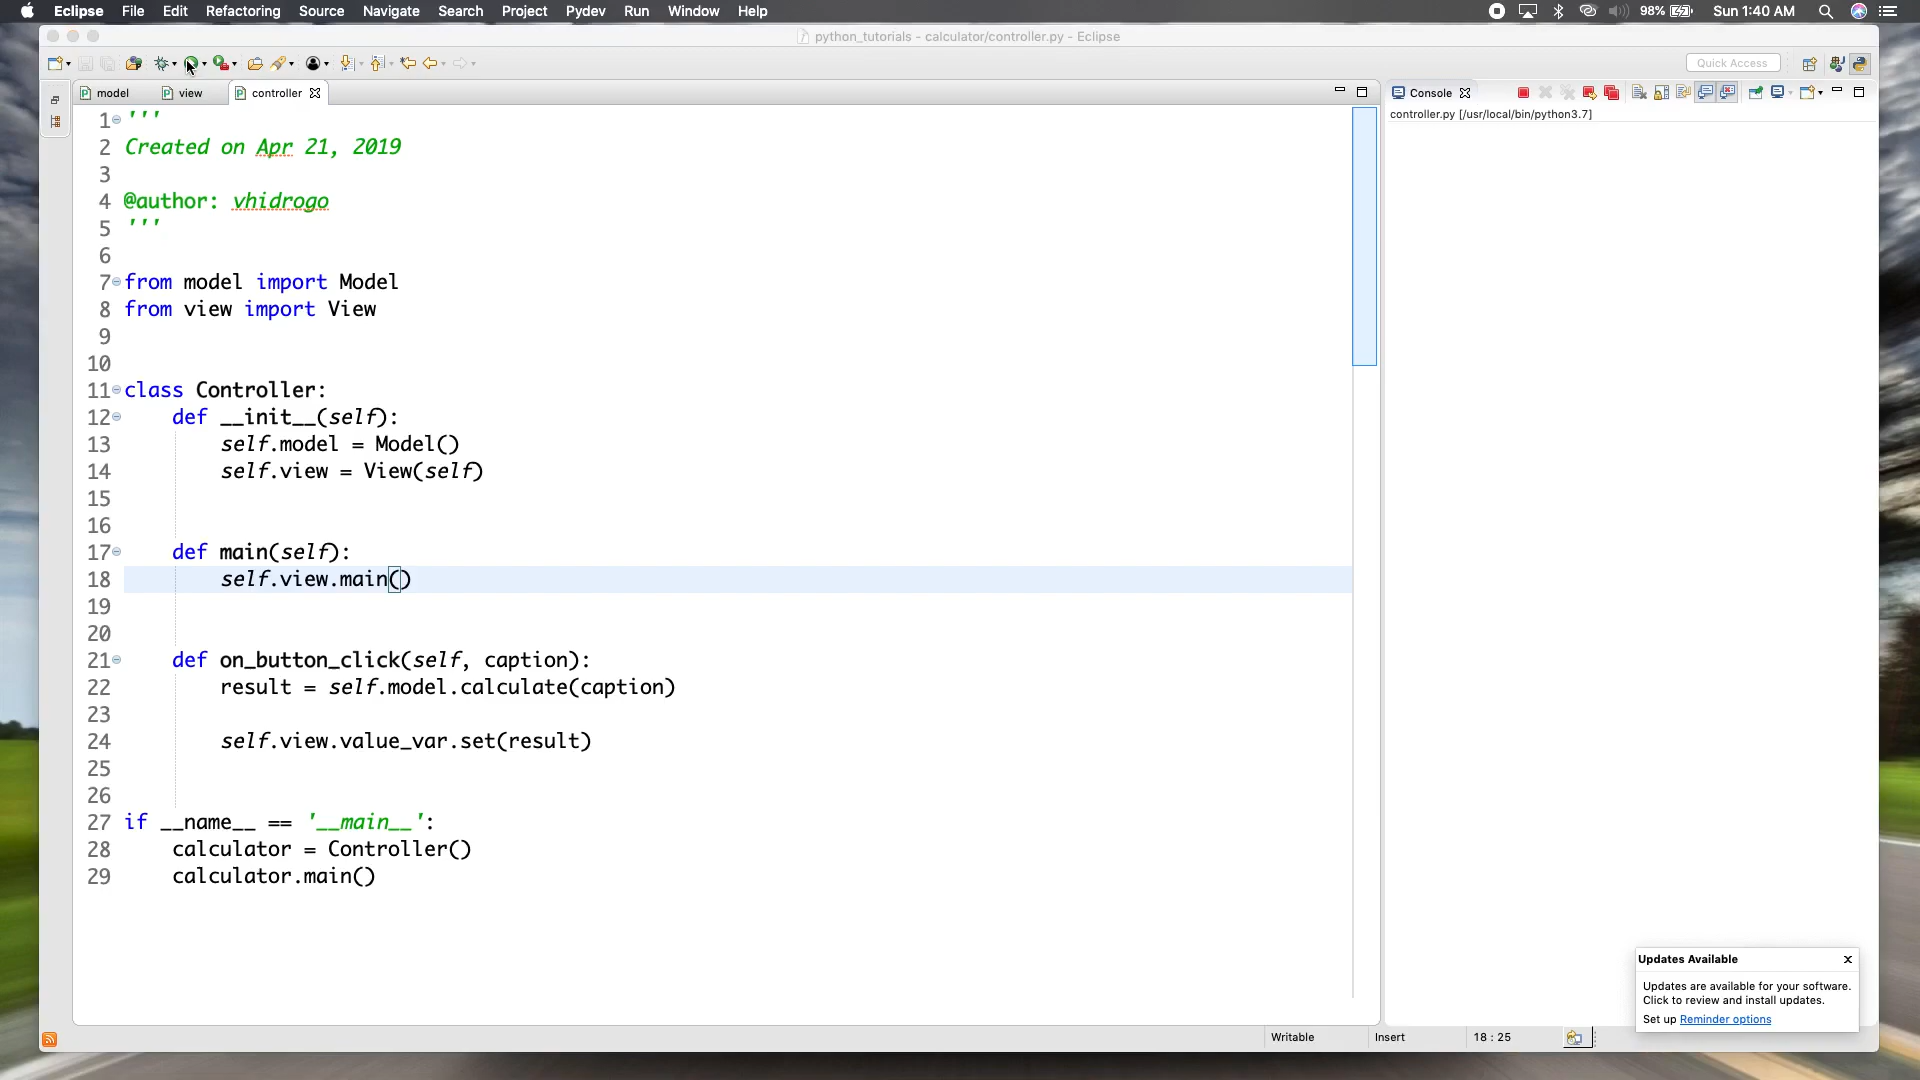 Eclipse File Edit Refactoring Source Navigate Search Project Pydev Run Window Help 98% Sun 1:40 AM
python_tutorials - calculator/controller.py - Eclipse
Quick Access
model view controller
Console
controller.py [/usr/local/bin/python3.7]
1 '''
2 Created on Apr 21, 2019
3
4 @author: vhidrogo
5 '''
6
7 from model import Model
8 from view import View
9
10
11 class Controller:
12 def __init__(self):
13 self.model = Model()
14 self.view = View(self)
15
16
17 def main(self):
18 self.view.main()
19
20
21 def on_button_click(self, caption):
22 result = self.model.calculate(caption)
23
24 self.view.value_var.set(result)
25
26
27 if __name__ == '__main__':
28 calculator = Controller()
29 calculator.main()
Updates Available
Updates are available for your software.
Click to review and install updates.
Set up Reminder options
Writable Insert 18 : 25